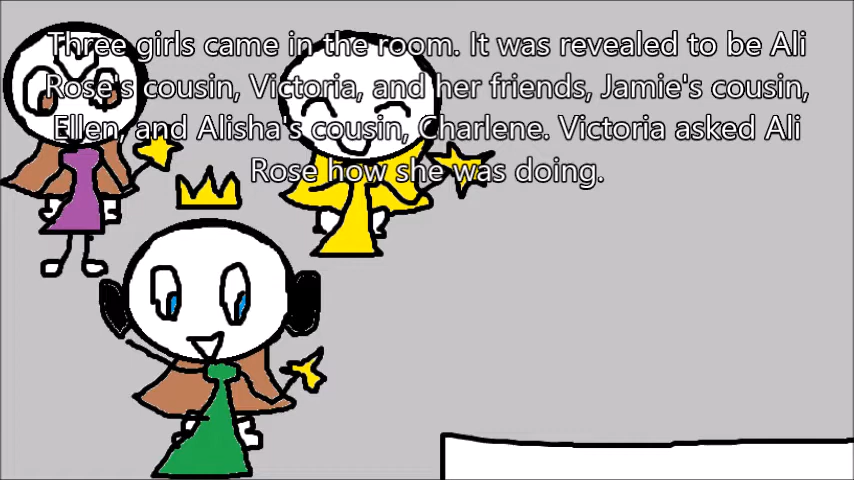 Three girls came in the room. It was revealed to be Ali
Rose's cousin, Victoria, and her friends, Jamie's cousin,
Ellen, and Alisha's cousin, Charlene. Victoria asked Ali
Rose how she was doing.